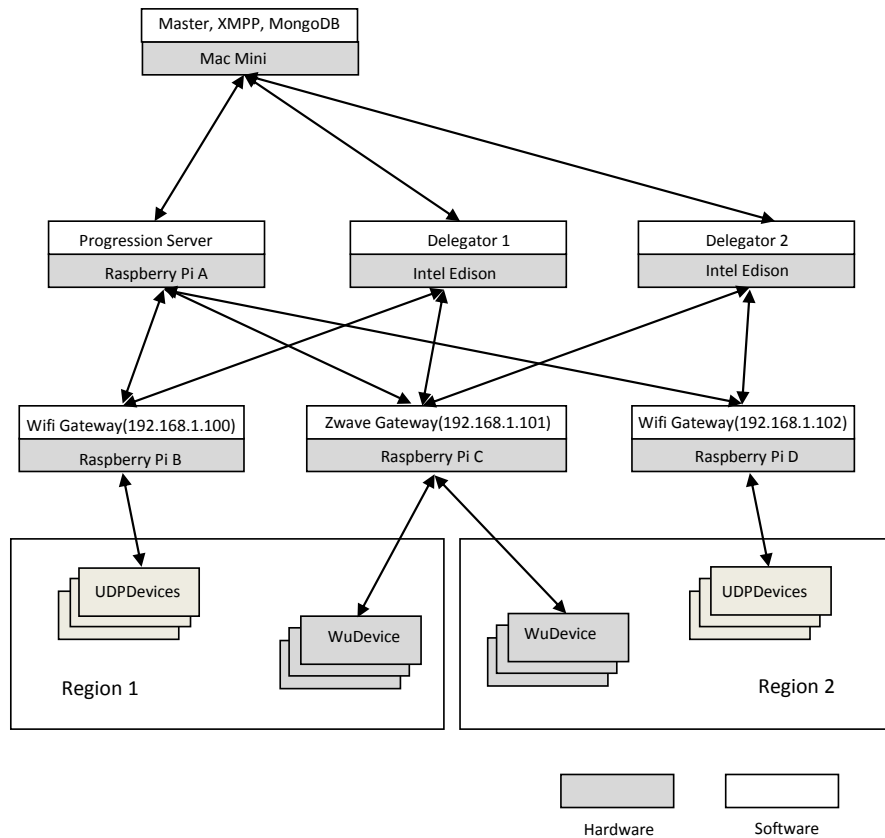 Master, XMPP, MongoDB
Mac Mini
Progression Server
Raspberry Pi A
Delegator 1
Intel Edison
Delegator 2
Intel Edison
Wifi Gateway(192.168.1.100)
Raspberry Pi B
Zwave Gateway(192.168.1.101)
Raspberry Pi C
Wifi Gateway(192.168.1.102)
Raspberry Pi D
UDPDevices
WuDevice
Region 1
UDPDevices
WuDevice
Region 2
Hardware
Software